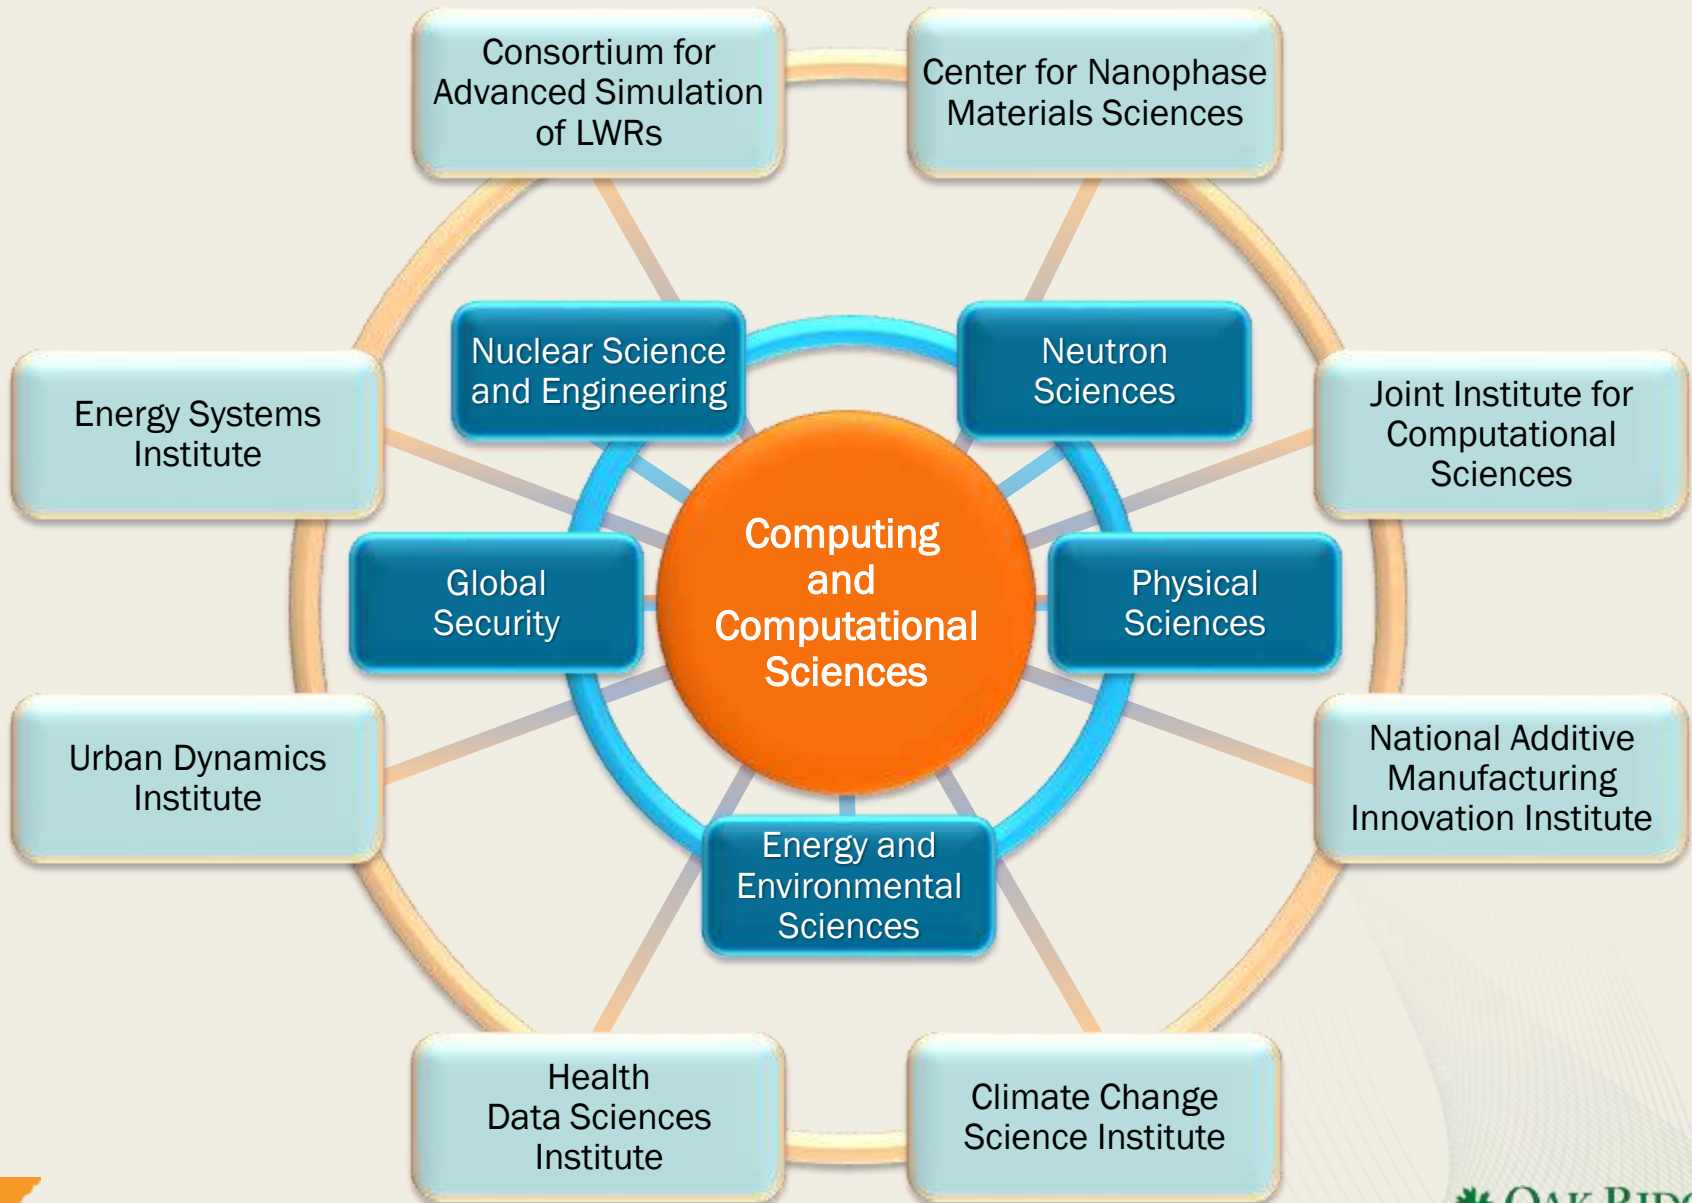 Consortium for
Advanced Simulation
of LWRs
Center for Nanophase
Materials Sciences
Nuclear Science
and Engineering
Neutron
Sciences
Energy Systems
Institute
Joint Institute for
Computational
Sciences
Computing
and
Computational
Sciences
Global
Security
Physical
Sciences
Urban Dynamics
Institute
National Additive
Manufacturing
Innovation Institute
Energy and
Environmental
Sciences
Health
Data Sciences
Institute
Climate Change
Science Institute
OAK